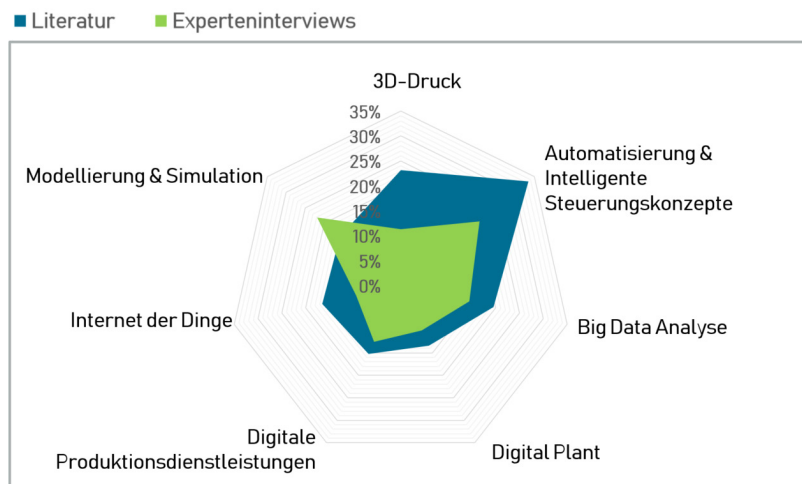 Literatur
Experteninterviews
3D-Druck
35%
30%
25%
20%
15%
10%
5%
0%
Automatisierung &
Intelligente
Steuerungskonzepte
Modellierung & Simulation
Internet der Dinge
Big Data Analyse
Digitale
Produktionsdienstleistungen
Digital Plant